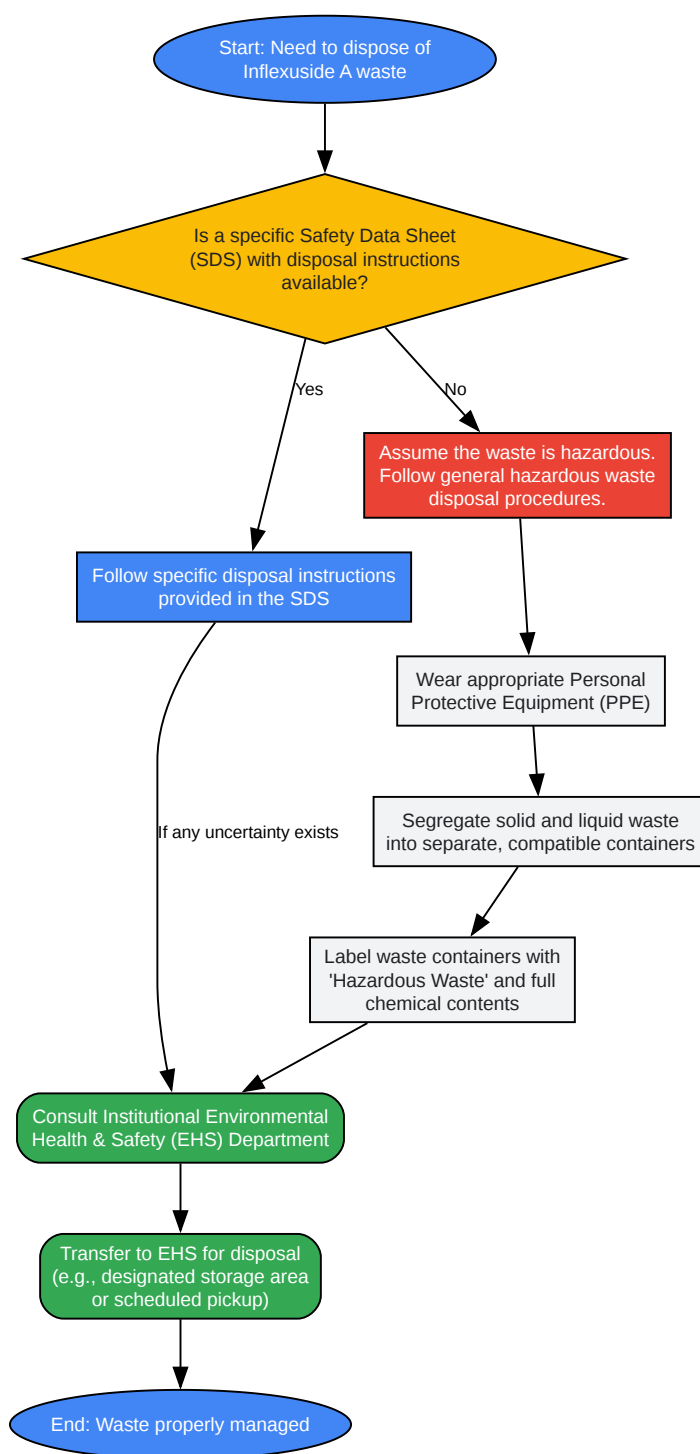 Start: Need to dispose of
Inflexuside A waste
Is a specific Safety Data Sheet
(SDS) with disposal instructions
available?
Yes
No
Assume the waste is hazardous.
Follow general hazardous waste
disposal procedures.
Follow specific disposal instructions
provided in the SDS
Wear appropriate Personal
Protective Equipment (PPE)
Segregate solid and liquid waste
into separate, compatible containers
If any uncertainty exists
Label waste containers with
'Hazardous Waste' and full
chemical contents
Consult Institutional Environmental
Health & Safety (EHS) Department
Transfer to EHS for disposal
(e.g., designated storage area
or scheduled pickup)
End: Waste properly managed